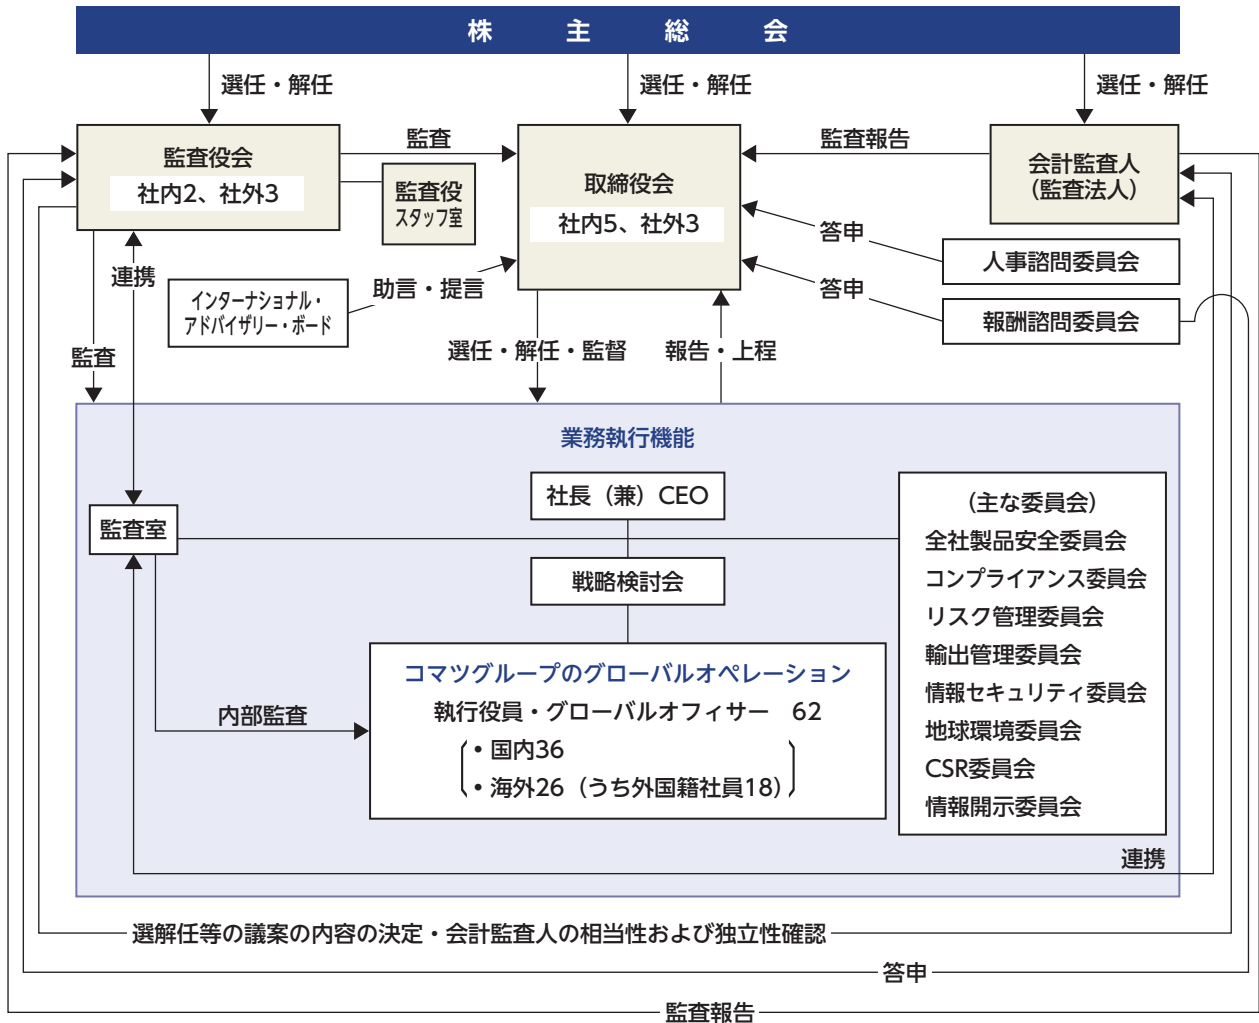 株主総会
選任・解任
選任・解任
選任・解任
監査役会
社内2、社外3
監査
監査役
スタッフ室
取締役会
社内5、社外3
監査報告
会計監査人
（監査法人）
答申
人事諮問委員会
答申
報酬諮問委員会
連携
インターナショナル・
アドバイザリー・ボード
助言・提言
監査
選任・解任・監督
報告・上程
業務執行機能
社長（兼）CEO
監査室
戦略検討会
（主な委員会）
全社製品安全委員会
コンプライアンス委員会
リスク管理委員会
輸出管理委員会
情報セキュリティ委員会
地球環境委員会
CSR委員会
情報開示委員会
内部監査
コマツグループのグローバルオペレーション
執行役員・グローバルオフィサー　62
・国内36
・海外26（うち外国籍社員18）
連携
選解任等の議案の内容の決定・会計監査人の相当性および独立性確認
答申
監査報告